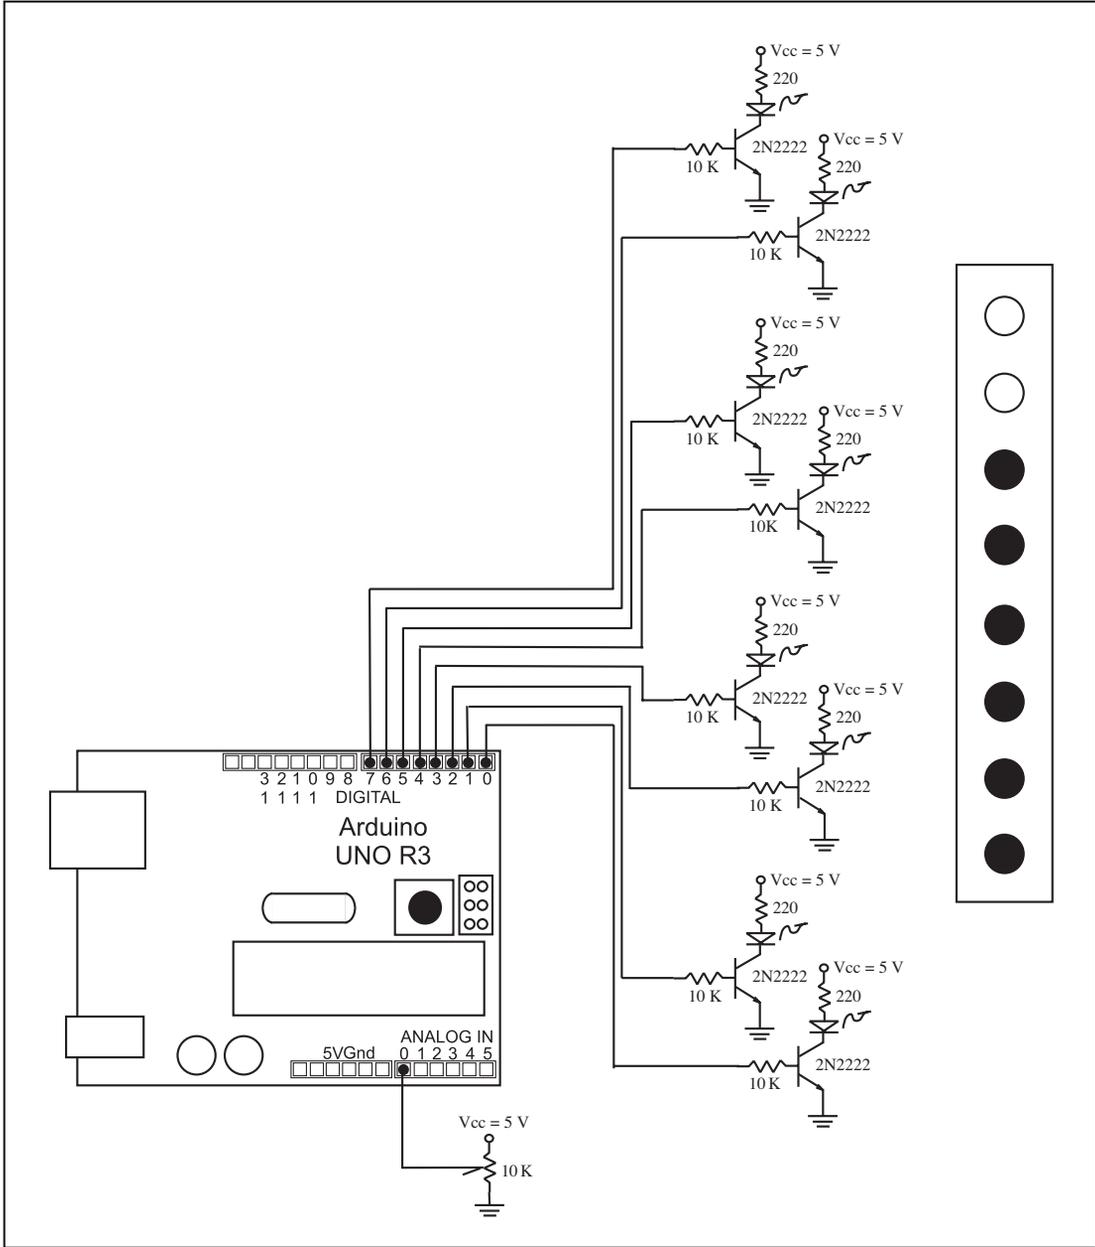 Vcc = 5 V
220
2N2222
10 K
Vcc = 5 V
220
2N2222
10 K
Vcc = 5 V
220
2N2222
10 K
Vcc = 5 V
220
2N2222
10K
Vcc = 5 V
220
2N2222
10 K
Vcc = 5 V
220
2N2222
10 K
Vcc = 5 V
220
2N2222
10 K
Vcc = 5 V
220
2N2222
10 K
3 2 1 0 9 8 7 6 5 4 3 2 1 0
1 1 1 1 DIGITAL
Arduino
UNO R3
ANALOG IN
5VGnd 0 1 2 3 4 5
Vcc = 5 V
10 K